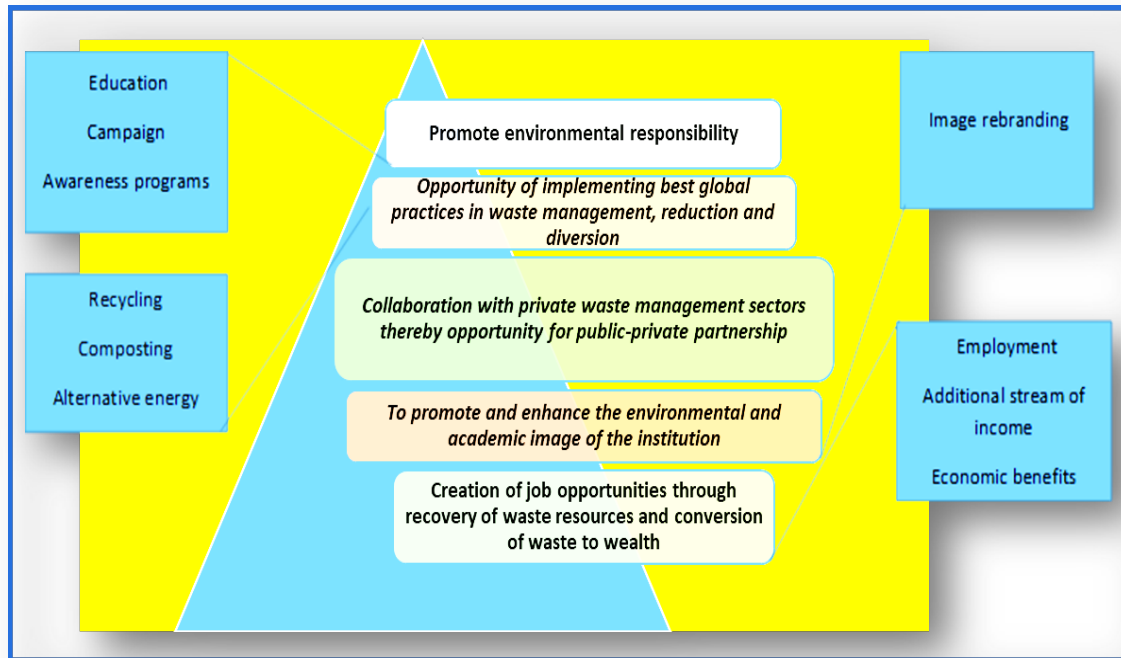 Education
Campaign
Awareness programs
Recycling
Composting
Alternative energy
Promote environmental responsibility
Opportunity of implementing best global
practices in waste management, reduction and
diversion
Collaboration with private waste management sectors
thereby opportunity for public-private partnership
To promote and enhance the environmental and
academic image of the institution
Creation of job opportunities through
recovery of waste resources and conversion
of waste to wealth
Image rebranding
Employment
Additional stream of
income
Economic benefits